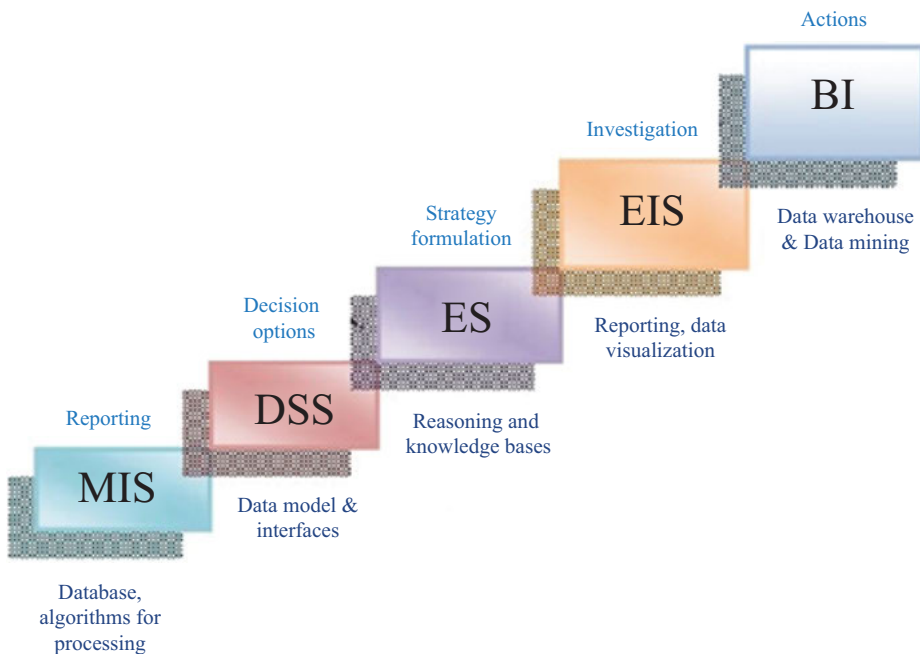 Actions
BI
Data warehouse
& Data mining
Investigation
EIS
Reporting, data
visualization
Strategy
formulation
ES
Reasoning and
knowledge bases
Decision
options
DSS
Data model &
interfaces
Reporting
MIS
Database,
algorithms for
processing